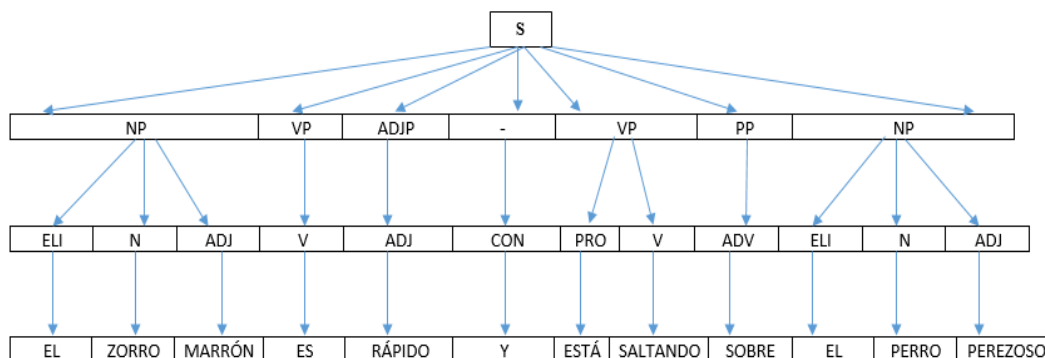 S
NP VP ADJP - VP PP NP
ELI N ADJ V ADJ CON PRO V ADV ELI N ADJ
EL ZORRO MARRÓN ES RÁPIDO Y ESTÁ SALTANDO SOBRE EL PERRO PEREZOSO